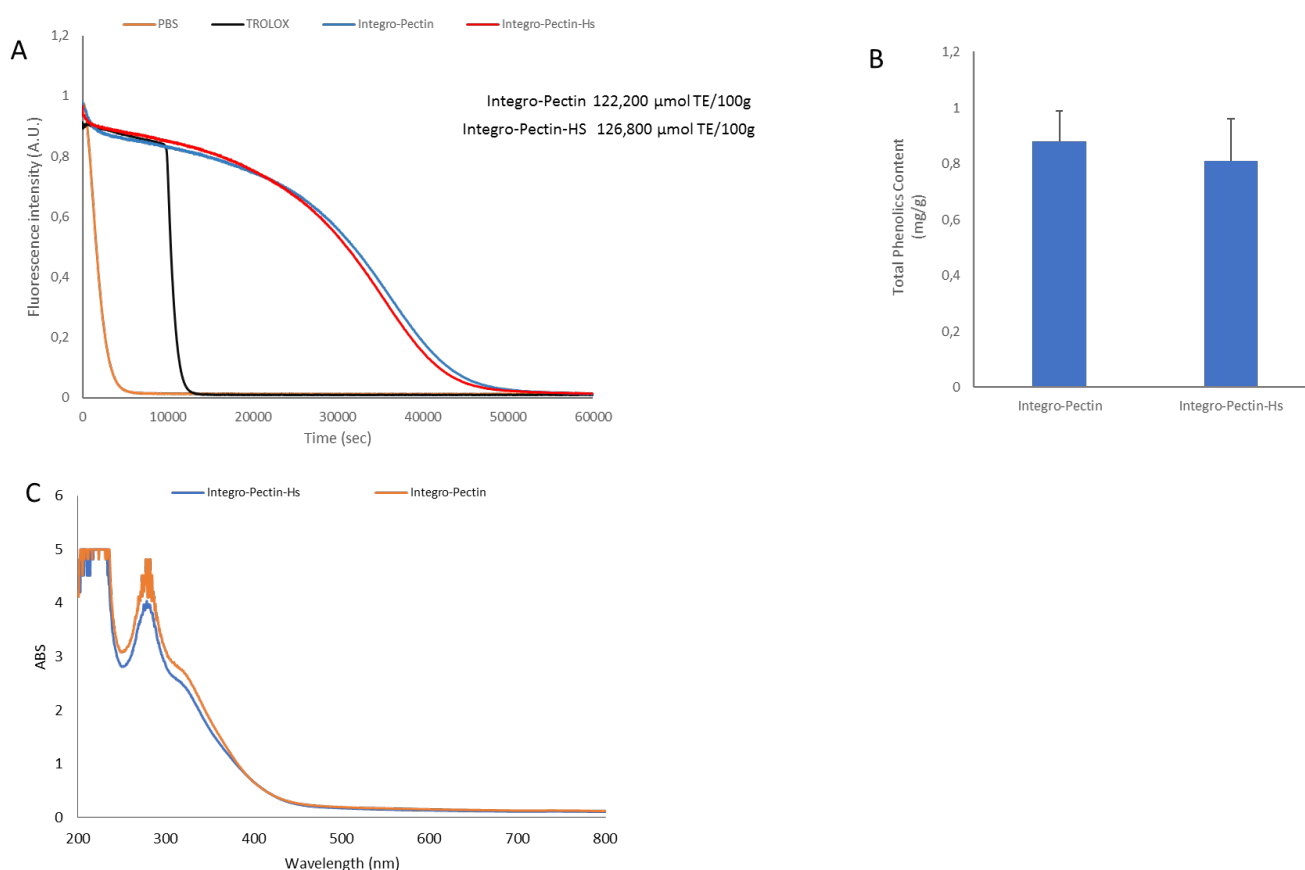 PBS TROLOX Integro-Pectin Integro-Pectin-Hs
A
1,2
1
0,8
0,6
0,4
0,2
0
Fluorescence intensity (A.U.)
Integro-Pectin 122,200 µmol TE/100g
Integro-Pectin-HS 126,800 µmol TE/100g
0 10000 20000 30000 40000 50000 60000
Time (sec)
B
1,2
1
0,8
0,6
0,4
0,2
0
Total Phenolics Content
(mg/g)
Integro-Pectin Integro-Pectin-Hs
C
Integro-Pectin-Hs Integro-Pectin
6
5
4
3
2
1
0
ABS
200 300 400 500 600 700 800
Wavelength (nm)